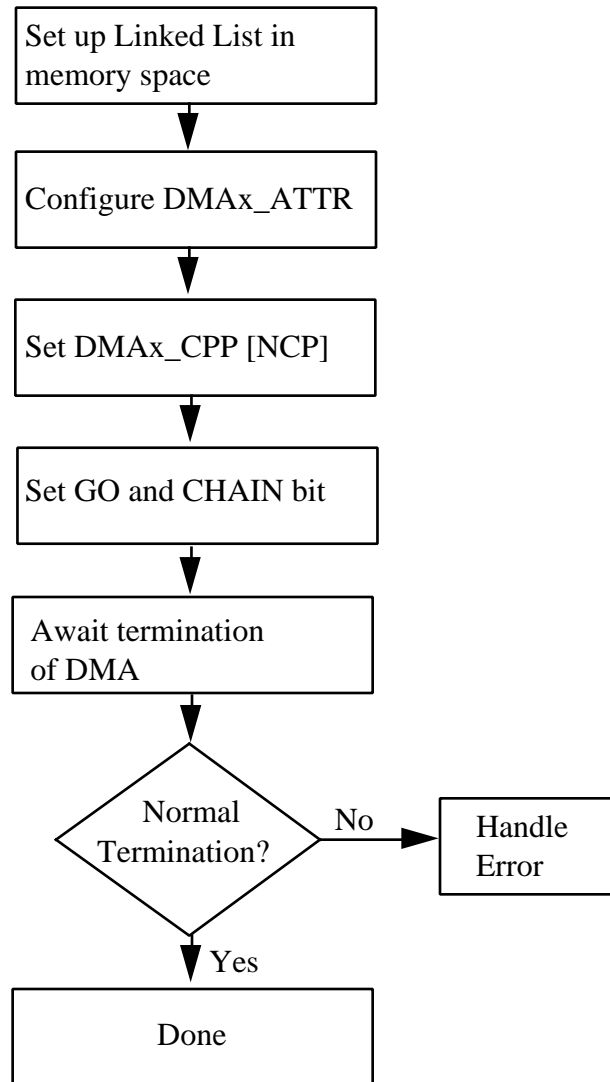 Set up Linked List in
memory space
Configure DMAx_ATTR
Set DMAx_CPP [NCP]
Set GO and CHAIN bit
Await termination
of DMA
Normal
Termination?
No
Handle
Error
Yes
Done